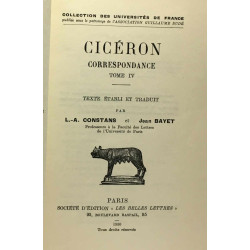 COLLECTION DES UNIVERSITÉS DE FRANCE
publiée sous le patronage de l'ASSOCIATION GUILLAUME BUDÉ
CICÉRON
CORRESPONDANCE
TOME IV
TEXTE ÉTABLI ET TRADUIT
PAR
L.-A. CONSTANS et Jean BAYET
Professeurs à la Faculté des Lettres
de l'Université de Paris
PARIS
SOCIÉTÉ D'ÉDITION « LES BELLES LETTRES »
95, BOULEVARD RASPAIL, 95
Tous droits réservés